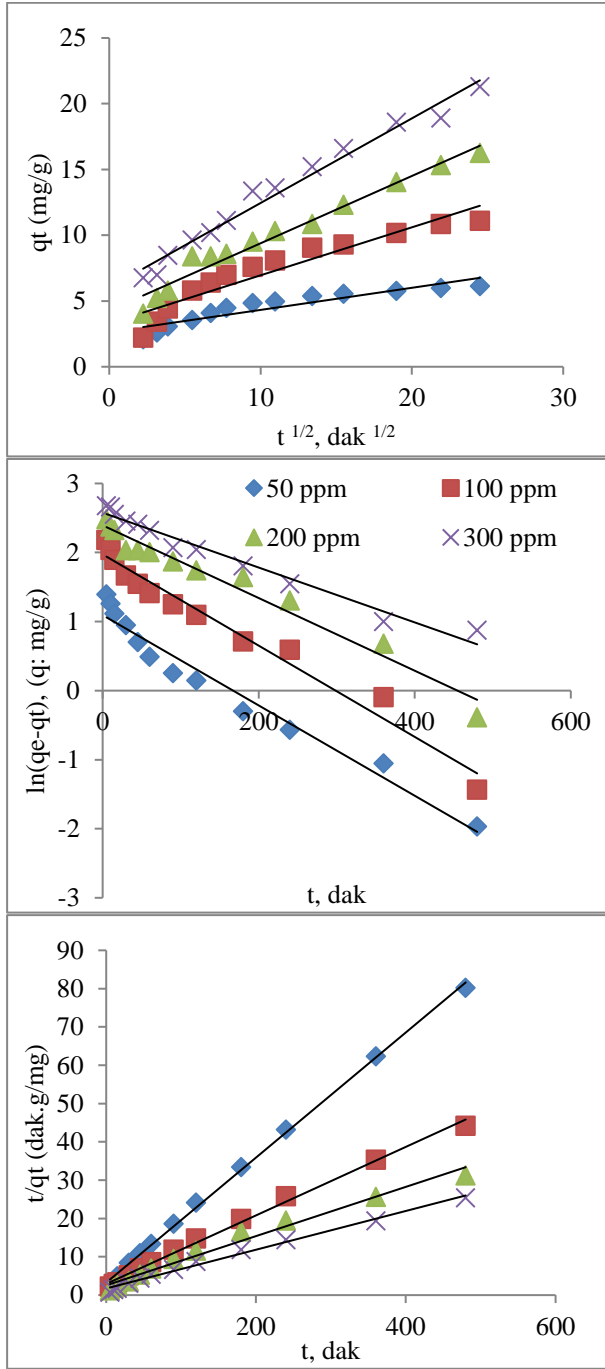 25
20
15
10
5
0
qt (mg/g)
0 10 20 30
t 1/2, dak 1/2
3
2
1
0
-1
-2
-3
ln(qe-qt), (q: mg/g)
50 ppm 100 ppm
200 ppm 300 ppm
0 200 400 600
t, dak
90
80
70
60
50
40
30
20
10
0
t/qt (dak.g/mg)
0 200 400 600
t, dak